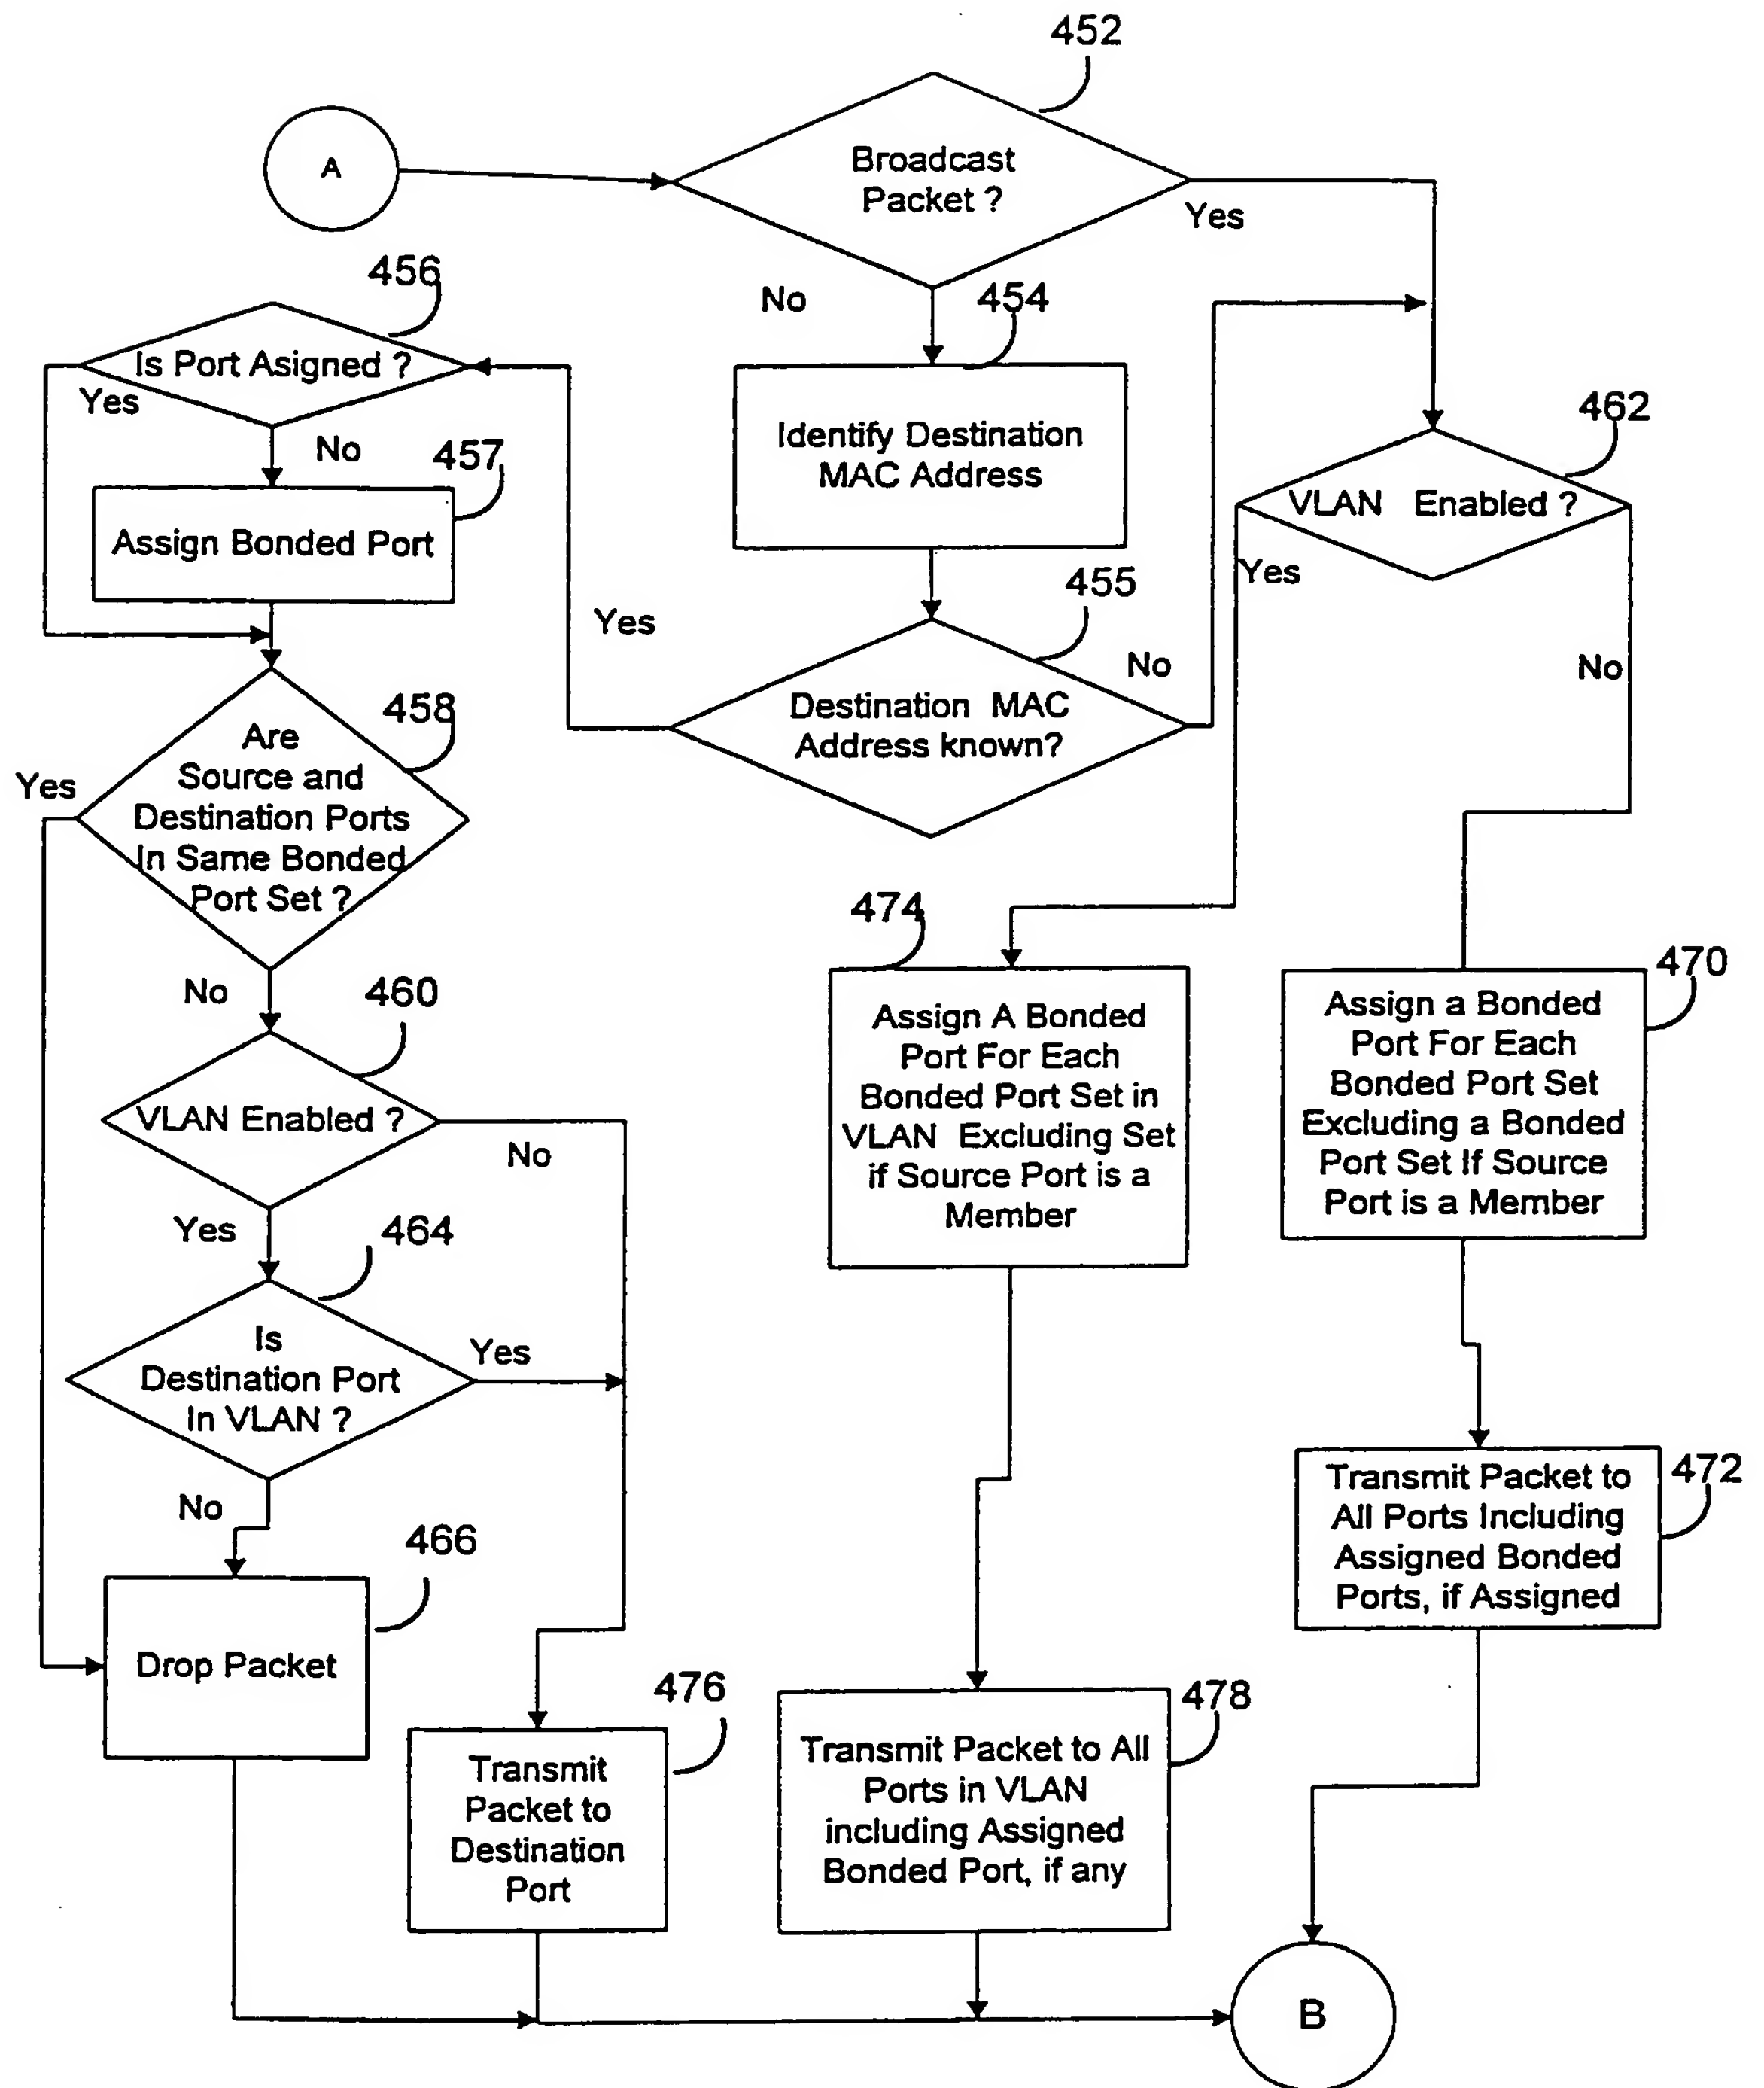 452
A
Broadcast
Packet ?
Yes
456
No
454
Is Port Asigned ?
Yes
462
No
457
Identify Destination
MAC Address
VLAN Enabled ?
Assign Bonded Port
Yes
455
Yes
No
No
458
Destination MAC
Address known?
Are
Source and
Destination Ports
In Same Bonded
Port Set ?
Yes
474
No
460
470
Assign A Bonded
Port For Each
Bonded Port Set in
VLAN Excluding Set
if Source Port is a
Member
Assign a Bonded
Port For Each
Bonded Port Set
Excluding a Bonded
Port Set If Source
Port is a Member
VLAN Enabled ?
No
Yes
464
Is
Destination Port
In VLAN ?
Yes
No
472
Transmit Packet to
All Ports Including
Assigned Bonded
Ports, if Assigned
466
Drop Packet
476
478
Transmit
Packet to
Destination
Port
Transmit Packet to All
Ports in VLAN
including Assigned
Bonded Port, if any
B